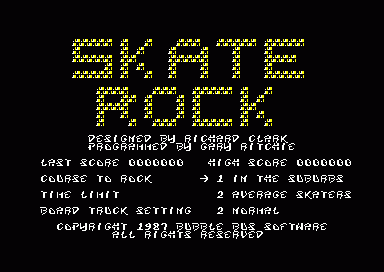 SKATE
ROCK
DESIGNED BY RICHARD CLARK
PROGRAMMED BY GARY RITCHIE
LAST SCORE 0000000 HIGH SCORE 0000000
COURSE TO ROCK → 1 IN THE SUBURBS
TIME LIMIT 2 AVERAGE SKATERS
BOARD TRUCK SETTING 2 NORMAL
COPYRIGHT 1987 BUBBLE BUS SOFTWARE
ALL RIGHTS RESERVED